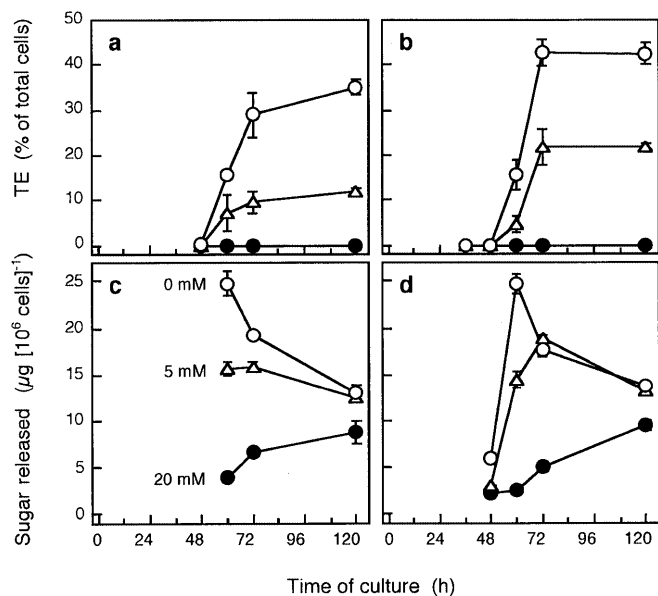 a
b
50
40
30
20
10
0
TE (% of total cells)
c
d
0 mM
5 mM
20 mM
25
20
15
10
5
0
Sugar released (µg [10⁶ cells]⁻¹)
0 24 48 72 96 120
0 24 48 72 96 120
Time of culture (h)